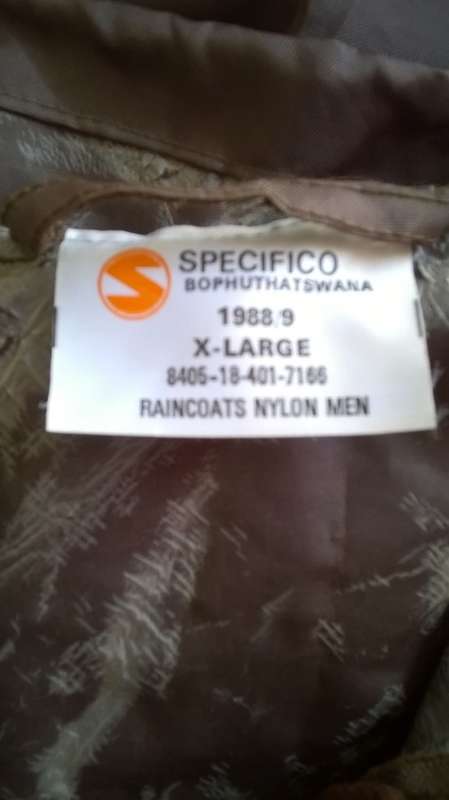 SPECIFICO
BOPHUTHATSWANA
1988/9
X-LARGE
8405-18-401-7166
RAINCOATS NYLON MEN